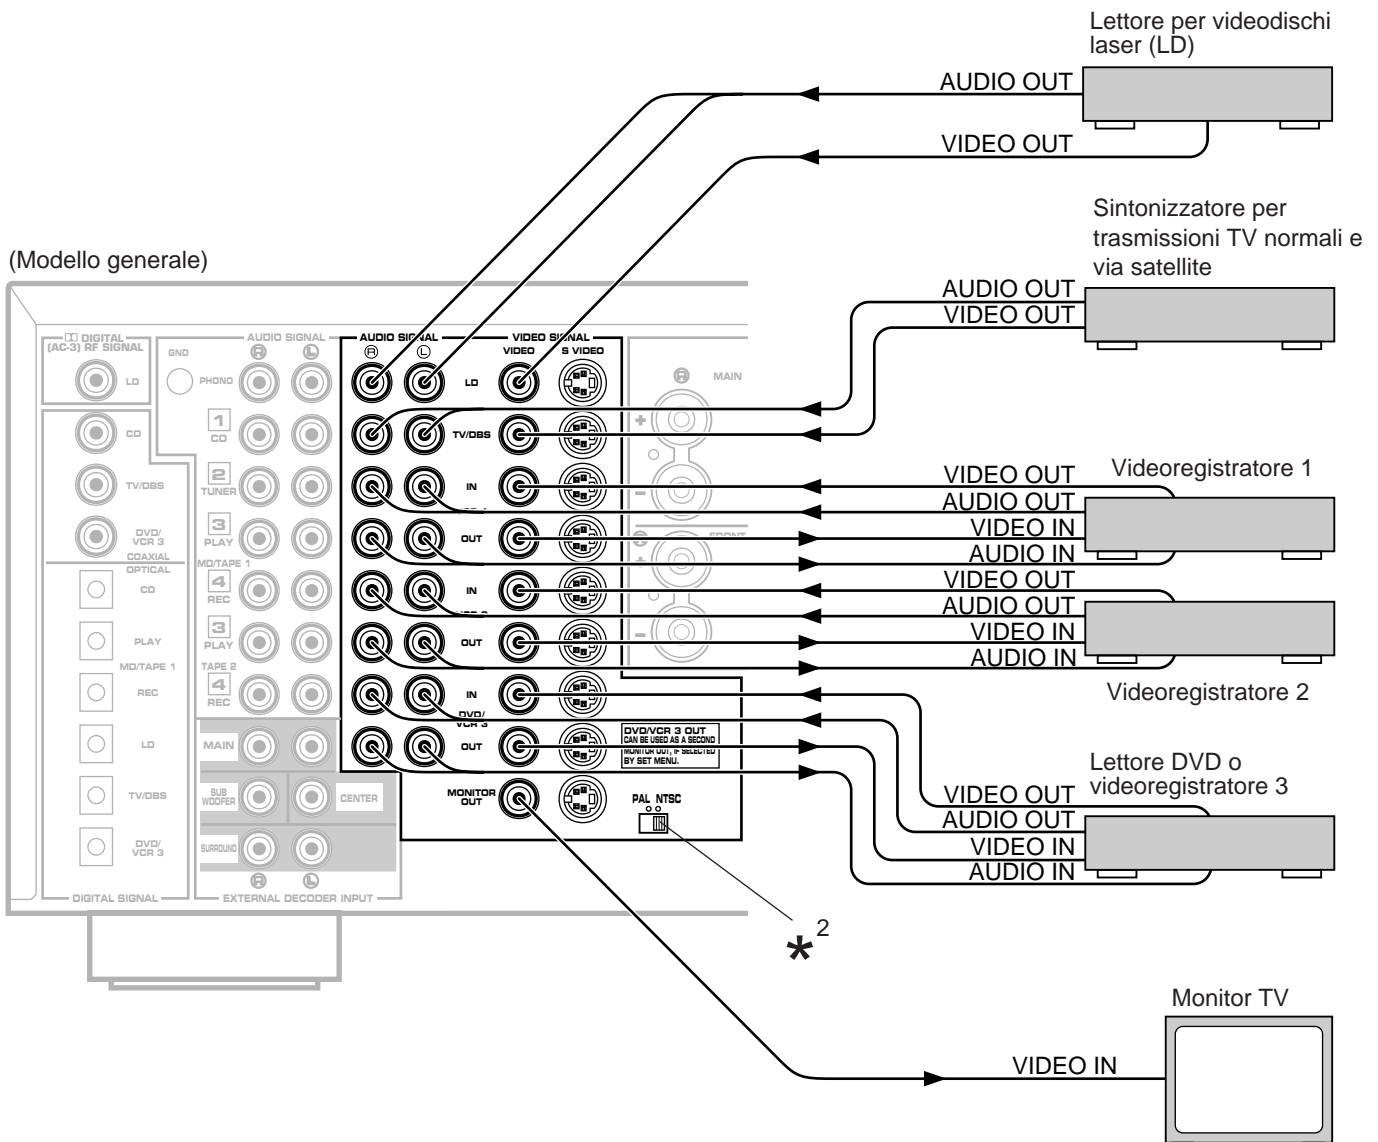 Lettore per videodischi
laser (LD)
AUDIO OUT
VIDEO OUT
Sintonizzatore per
trasmissioni TV normali e
via satellite
AUDIO OUT
VIDEO OUT
(Modello generale)
DIGITAL
(AC-3) RF SIGNAL
LD
CD
TV/DBS
DVD/
VCR 3
COAXIAL
OPTICAL
CD
PLAY
MD/TAPE 1
REC
LD
TV/DBS
DVD/
VCR 3
DIGITAL SIGNAL
AUDIO SIGNAL
GND
R L
PHONO
1
CD
2
TUNER
3
PLAY
MD/TAPE 1
4
REC
3
PLAY
TAPE 2
4
REC
MAIN
SUB
WOOFER
CENTER
SURROUND
R L
EXTERNAL DECODER INPUT
AUDIO SIGNAL
R L
VIDEO SIGNAL
VIDEO S VIDEO
LD
TV/DBS
IN
OUT
IN
OUT
IN
DVD/
VCR 3
OUT
MONITOR
OUT
DVD/VCR 3 OUT
CAN BE USED AS A SECOND
MONITOR OUT, IF SELECTED
BY SET MENU.
PAL NTSC
R
MAIN
+
–
R
FRONT
+
–
Videoregistratore 1
VIDEO OUT
AUDIO OUT
VIDEO IN
AUDIO IN
VIDEO OUT
AUDIO OUT
VIDEO IN
AUDIO IN
Videoregistratore 2
Lettore DVD o
videoregistratore 3
VIDEO OUT
AUDIO OUT
VIDEO IN
AUDIO IN
*2
Monitor TV
VIDEO IN